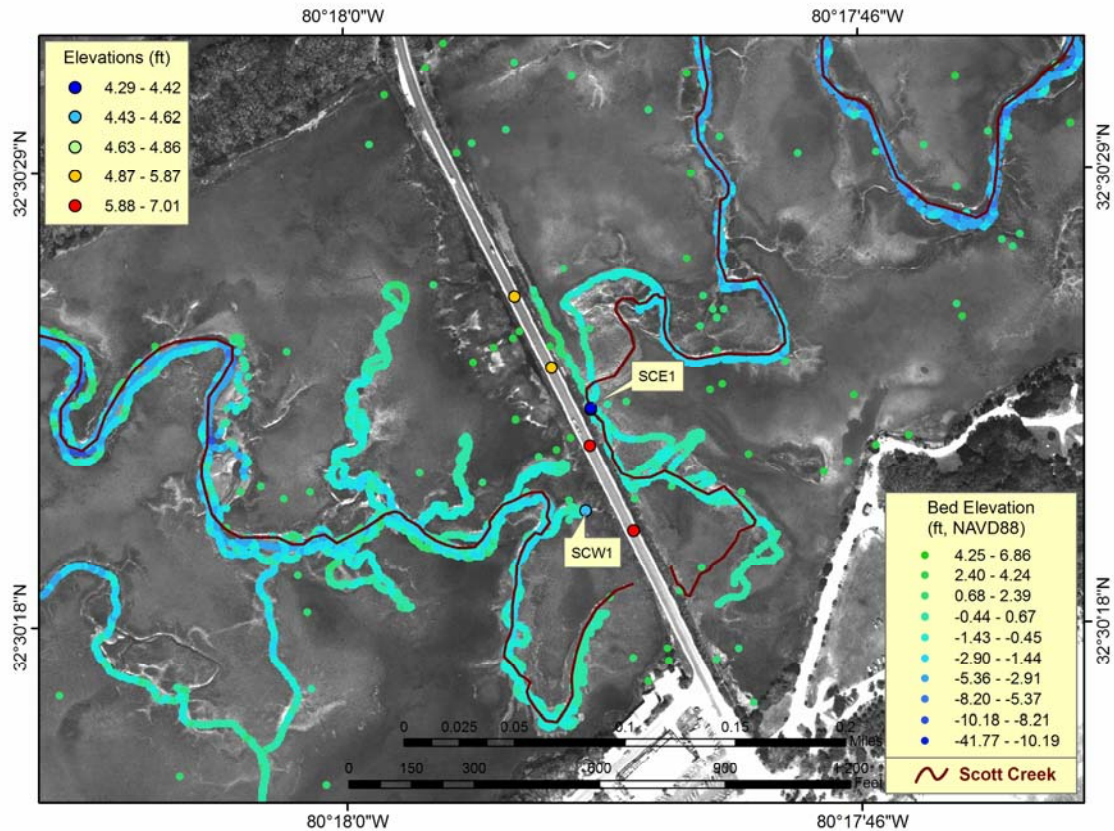 80°18'0"W
80°17'46"W
Elevations (ft)
4.29 - 4.42
4.43 - 4.62
4.63 - 4.86
4.87 - 5.87
5.88 - 7.01
32°30'29"N
32°30'29"N
SCE1
SCW1
32°30'18"N
32°30'18"N
Bed Elevation
(ft, NAVD88)
4.25 - 6.86
2.40 - 4.24
0.68 - 2.39
-0.44 - 0.67
-1.43 - -0.45
-2.90 - -1.44
-5.36 - -2.91
-8.20 - -5.37
-10.18 - -8.21
-41.77 - -10.19
Scott Creek
0 0.025 0.05 0.1 0.15 0.2
Miles
0 150 300 600 900 1,200
Feet
80°18'0"W
80°17'46"W